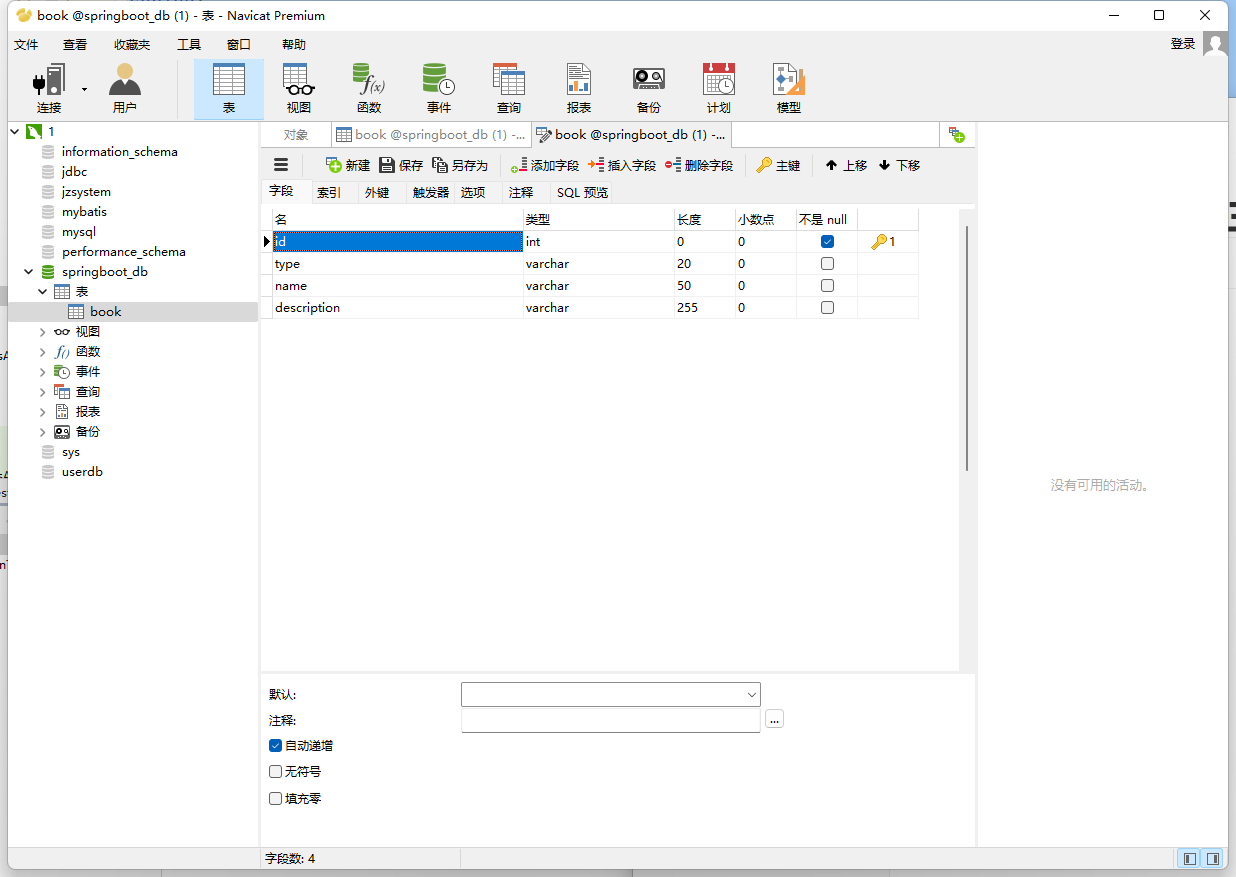 book @springboot_db (1) - 表 - Navicat Premium
文件 查看 收藏夹 工具 窗口 帮助 登录
连接 用户 表 视图 函数 事件 查询 报表 备份 计划 模型
1
information_schema
jdbc
jzsystem
mybatis
mysql
performance_schema
springboot_db
表
book
视图
函数
事件
查询
报表
备份
sys
userdb
对象 book @springboot_db (1) -... book @springboot_db (1) -...
新建 保存 另存为 添加字段 插入字段 删除字段 主键 上移 下移
字段 索引 外键 触发器 选项 注释 SQL 预览
名 类型 长度 小数点 不是 null
id int 0 0 1
type varchar 20 0
name varchar 50 0
description varchar 255 0
没有可用的活动。
默认:
注释: ...
自动递增
无符号
填充零
字段数: 4